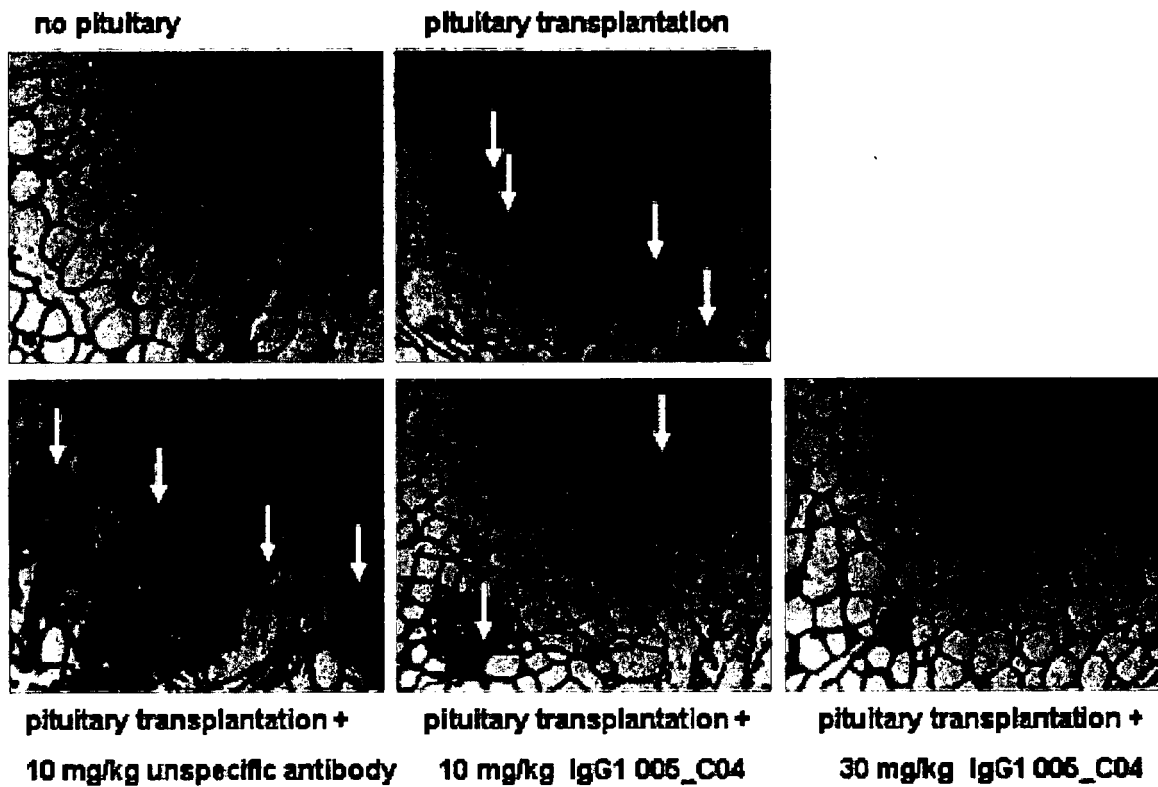 no pituitary
pituitary transplantation
pituitary transplantation +
10 mg/kg unspecific antibody
pituitary transplantation +
10 mg/kg IgG1 005_C04
pituitary transplantation +
30 mg/kg IgG1 005_C04